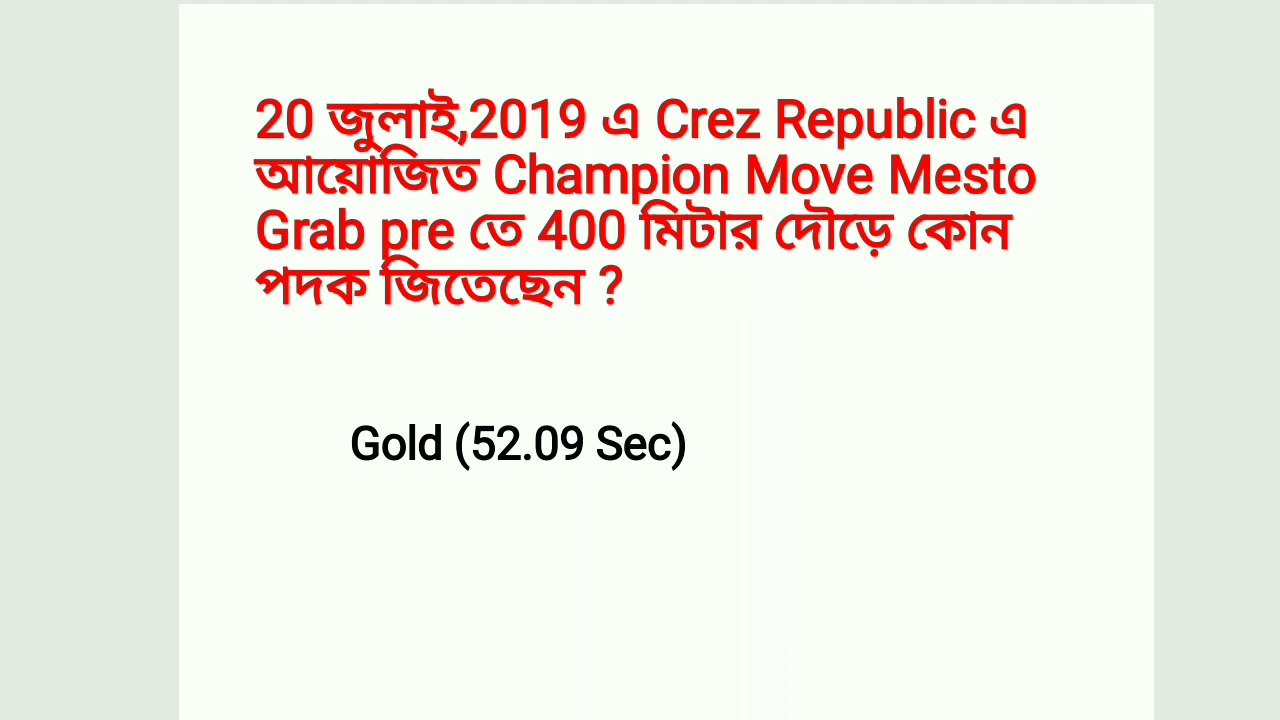 20 জুলাই,2019 এ Crez Republic এ
আয়োজিত Champion Move Mesto
Grab pre তে 400 মিটার দৌড়ে কোন
পদক জিতেছেন ?
Gold (52.09 Sec)